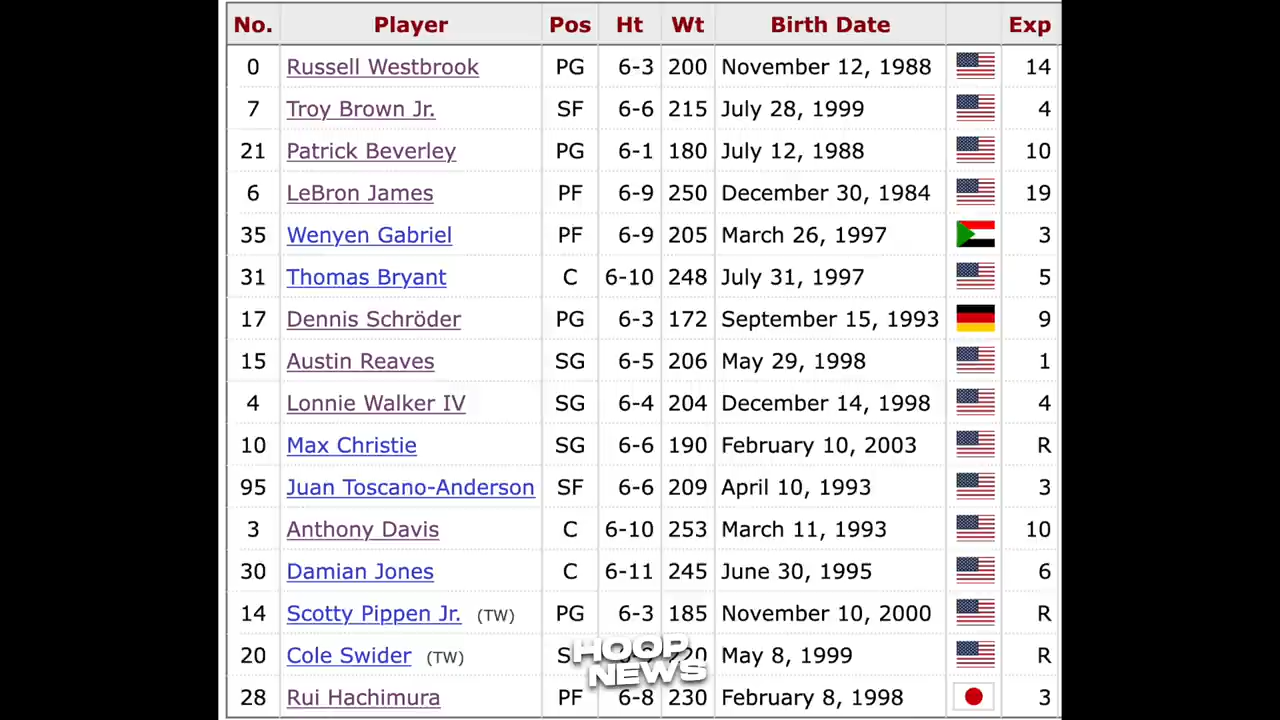 No. Player Pos Ht Wt Birth Date Exp
0 Russell Westbrook PG 6-3 200 November 12, 1988 14
7 Troy Brown Jr. SF 6-6 215 July 28, 1999 4
21 Patrick Beverley PG 6-1 180 July 12, 1988 10
6 LeBron James PF 6-9 250 December 30, 1984 19
35 Wenyen Gabriel PF 6-9 205 March 26, 1997 3
31 Thomas Bryant C 6-10 248 July 31, 1997 5
17 Dennis Schröder PG 6-3 172 September 15, 1993 9
15 Austin Reaves SG 6-5 206 May 29, 1998 1
4 Lonnie Walker IV SG 6-4 204 December 14, 1998 4
10 Max Christie SG 6-6 190 February 10, 2003 R
95 Juan Toscano-Anderson SF 6-6 209 April 10, 1993 3
3 Anthony Davis C 6-10 253 March 11, 1993 10
30 Damian Jones C 6-11 245 June 30, 1995 6
14 Scotty Pippen Jr. (TW) PG 6-3 185 November 10, 2000 R
20 Cole Swider (TW) 220 May 8, 1999 R
HOOP
NEWS
28 Rui Hachimura PF 6-8 230 February 8, 1998 3